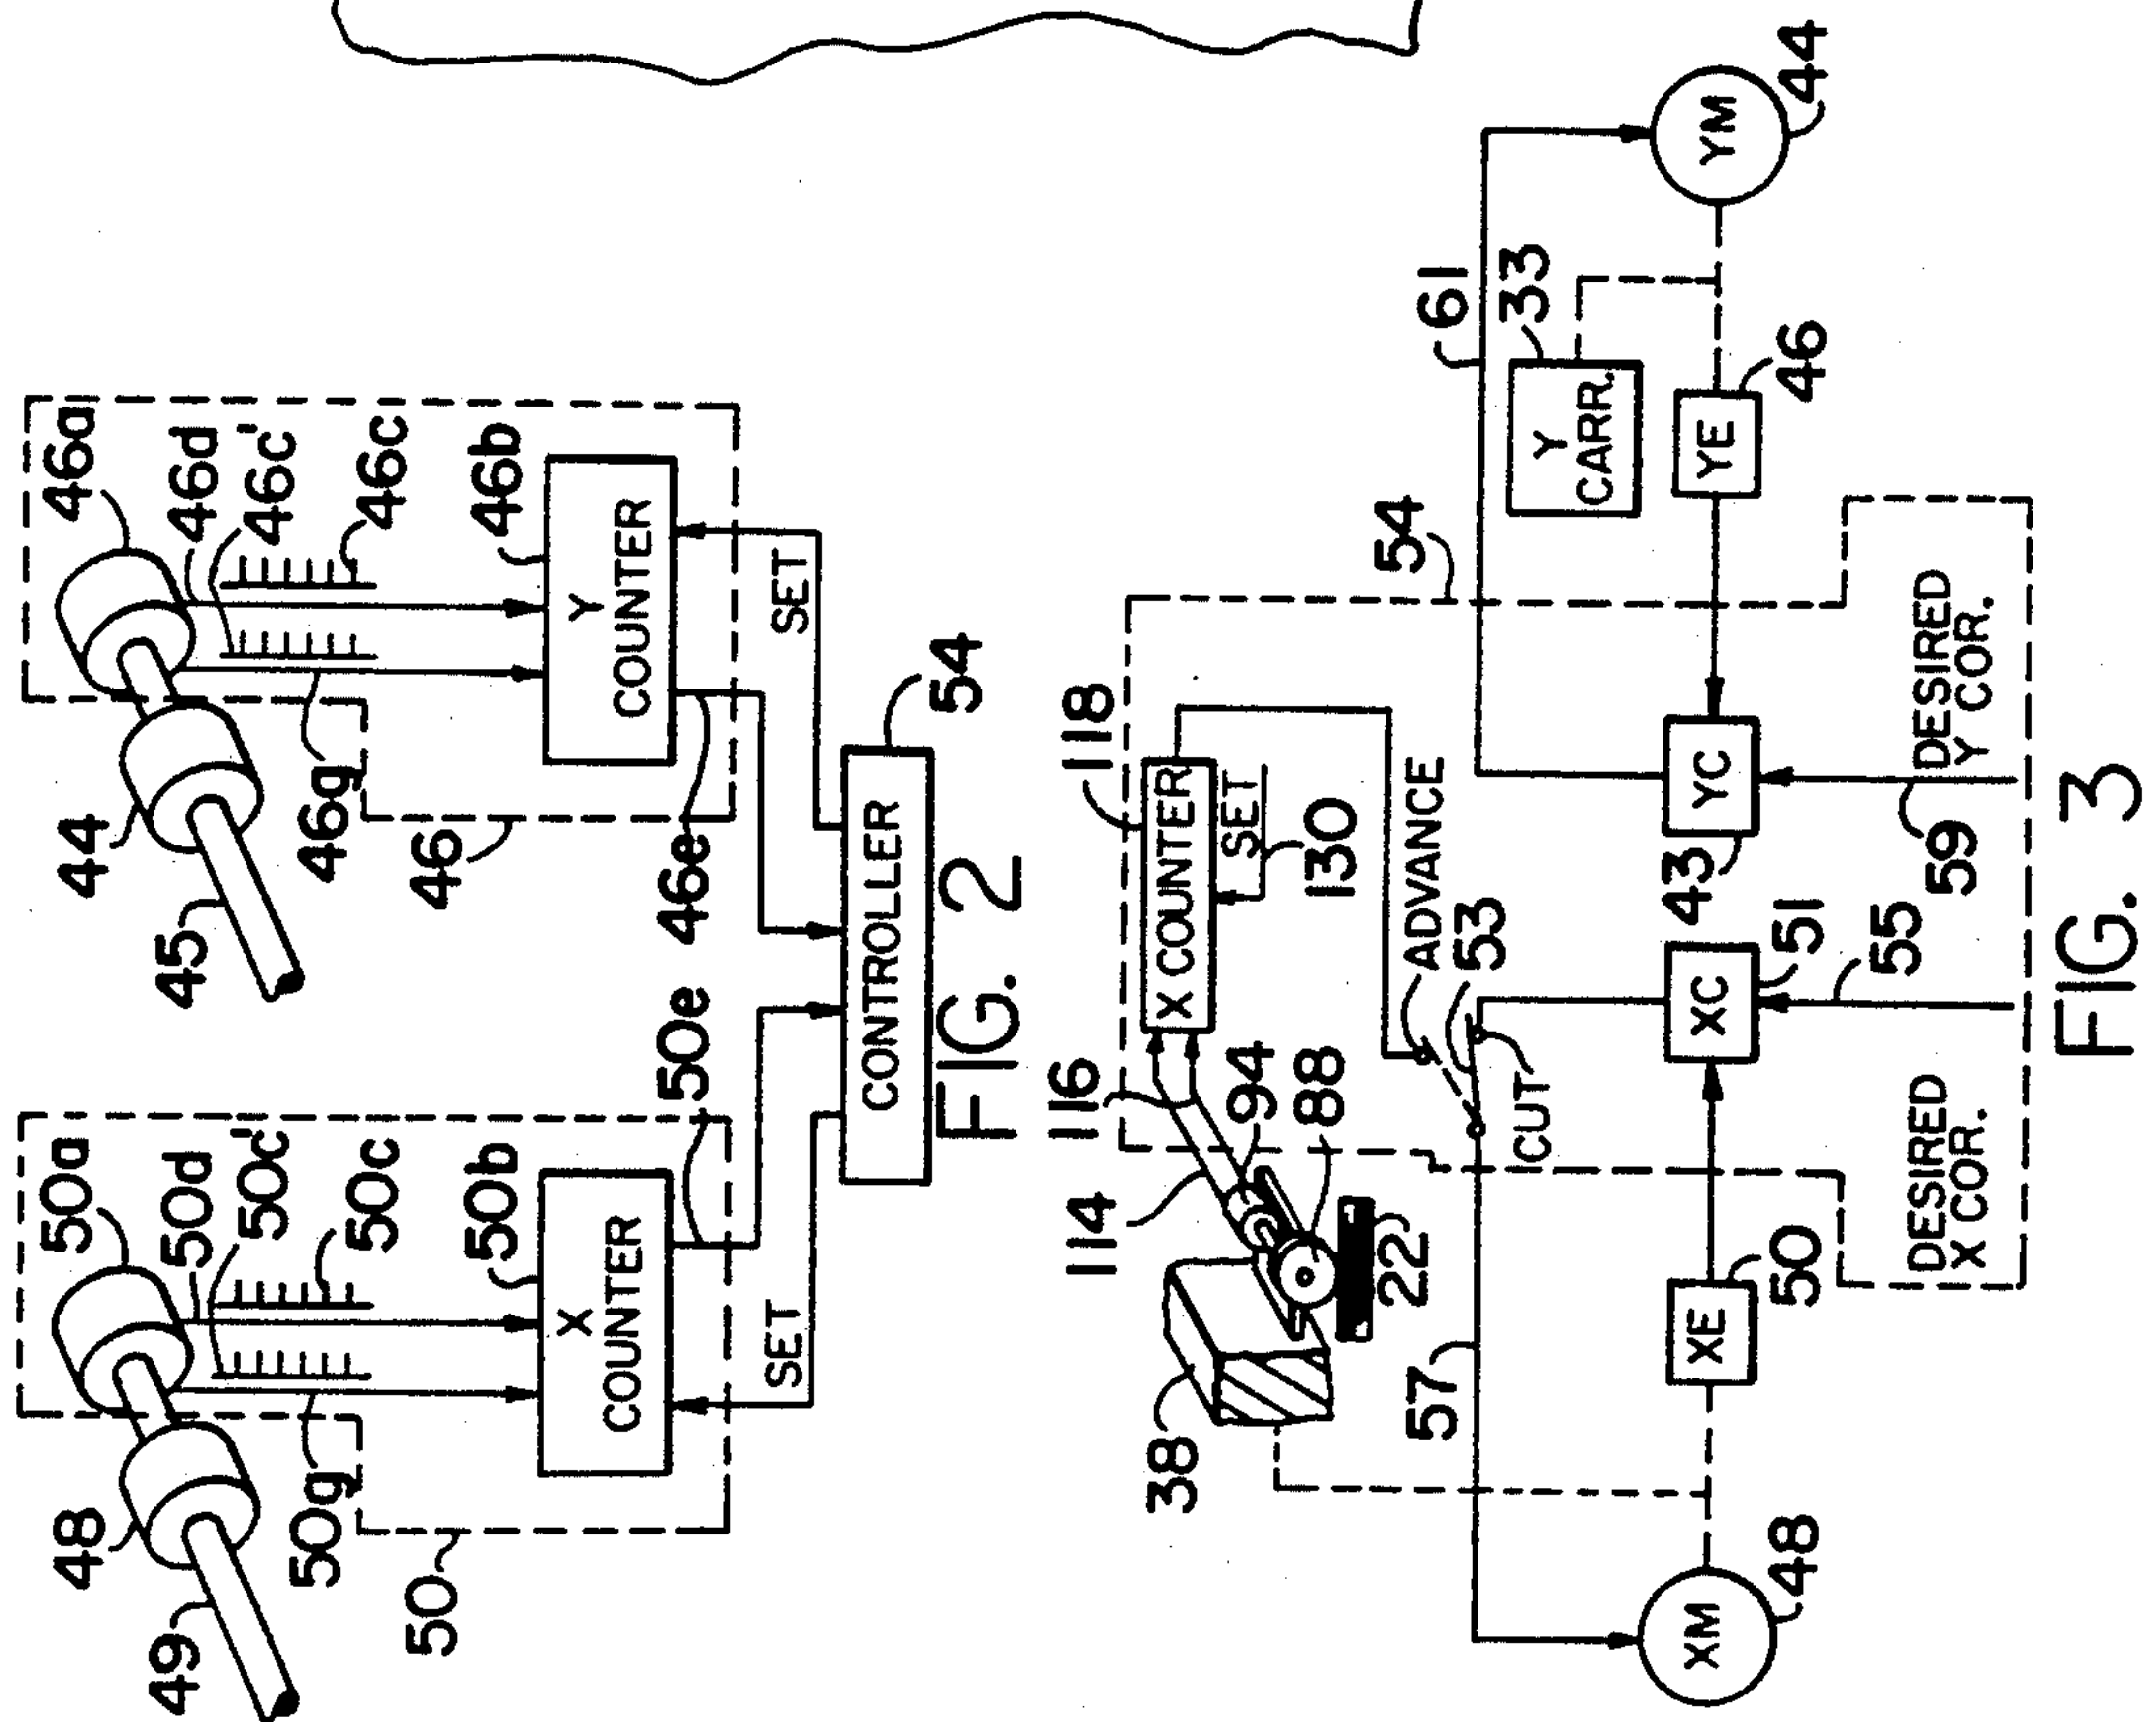 48
50a
50d
50c'
50c
49
50g
50
50b
X
COUNTER
SET
50e
44
46a
46d
46c'
46c
45
46g
46
46b
Y
COUNTER
SET
46e
CONTROLLER
54
FIG. 2
38
114
116
94
88
22
X COUNTER
118
SET
130
ADVANCE
53
CUT
57
54
61
33
Y
CARR.
XM
48
XE
50
XC
51
55
YC
43
59
YE
46
YM
44
DESIRED
X COR.
DESIRED
Y COR.
FIG. 3